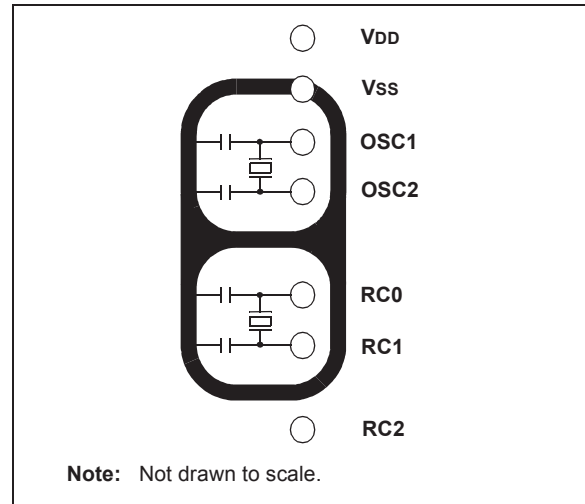 VDD
VSS
OSC1
OSC2
RC0
RC1
RC2
Note: Not drawn to scale.